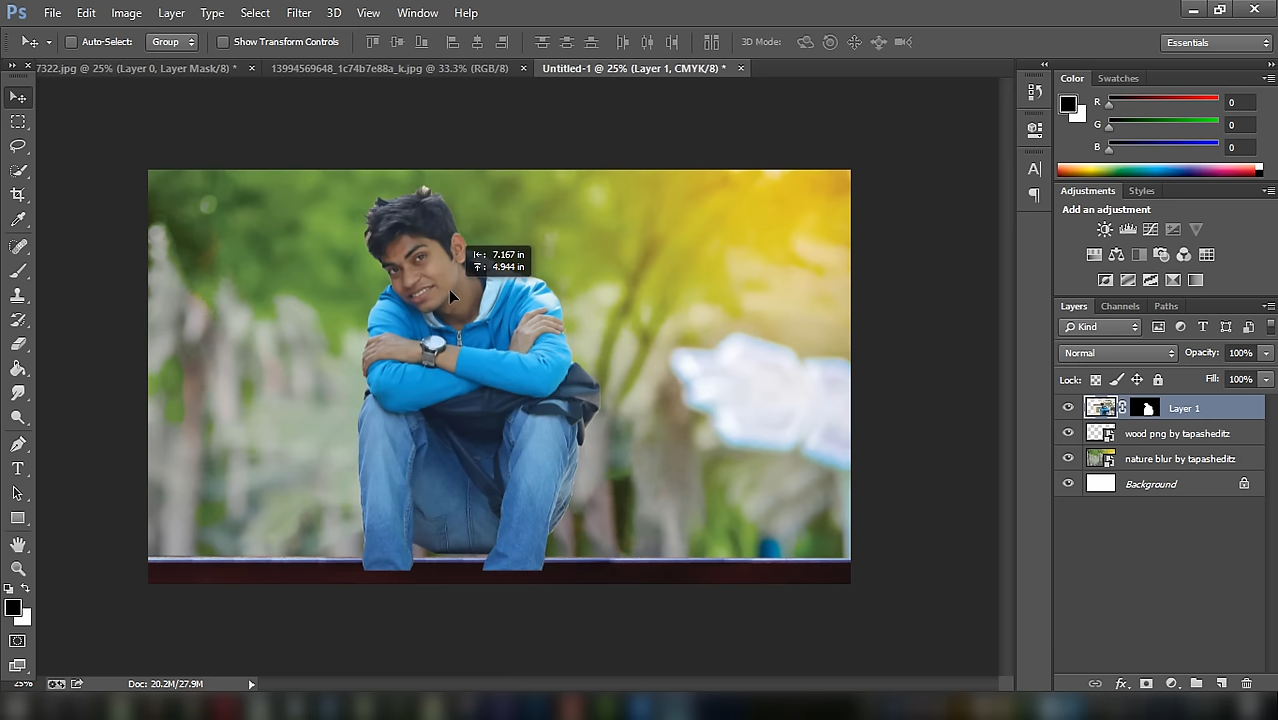 Ps File Edit Image Layer Type Select Filter 3D View Window Help
Auto-Select: Group Show Transform Controls 3D Mode: Essentials
7322.jpg @ 25% (Layer 0, Layer Mask/8) * × 13994569648_1c74b7e88a_k.jpg @ 33.3% (RGB/8) × Untitled-1 @ 25% (Layer 1, CMYK/8) * ×
Color Swatches
R 0
G 0
B 0
Adjustments Styles
Add an adjustment
7.167 in
4.944 in
Layers Channels Paths
Kind
Normal Opacity: 100%
Lock: Fill: 100%
Layer 1
wood png by tapasheditz
nature blur by tapasheditz
Background
25% Doc: 20.2M/27.9M